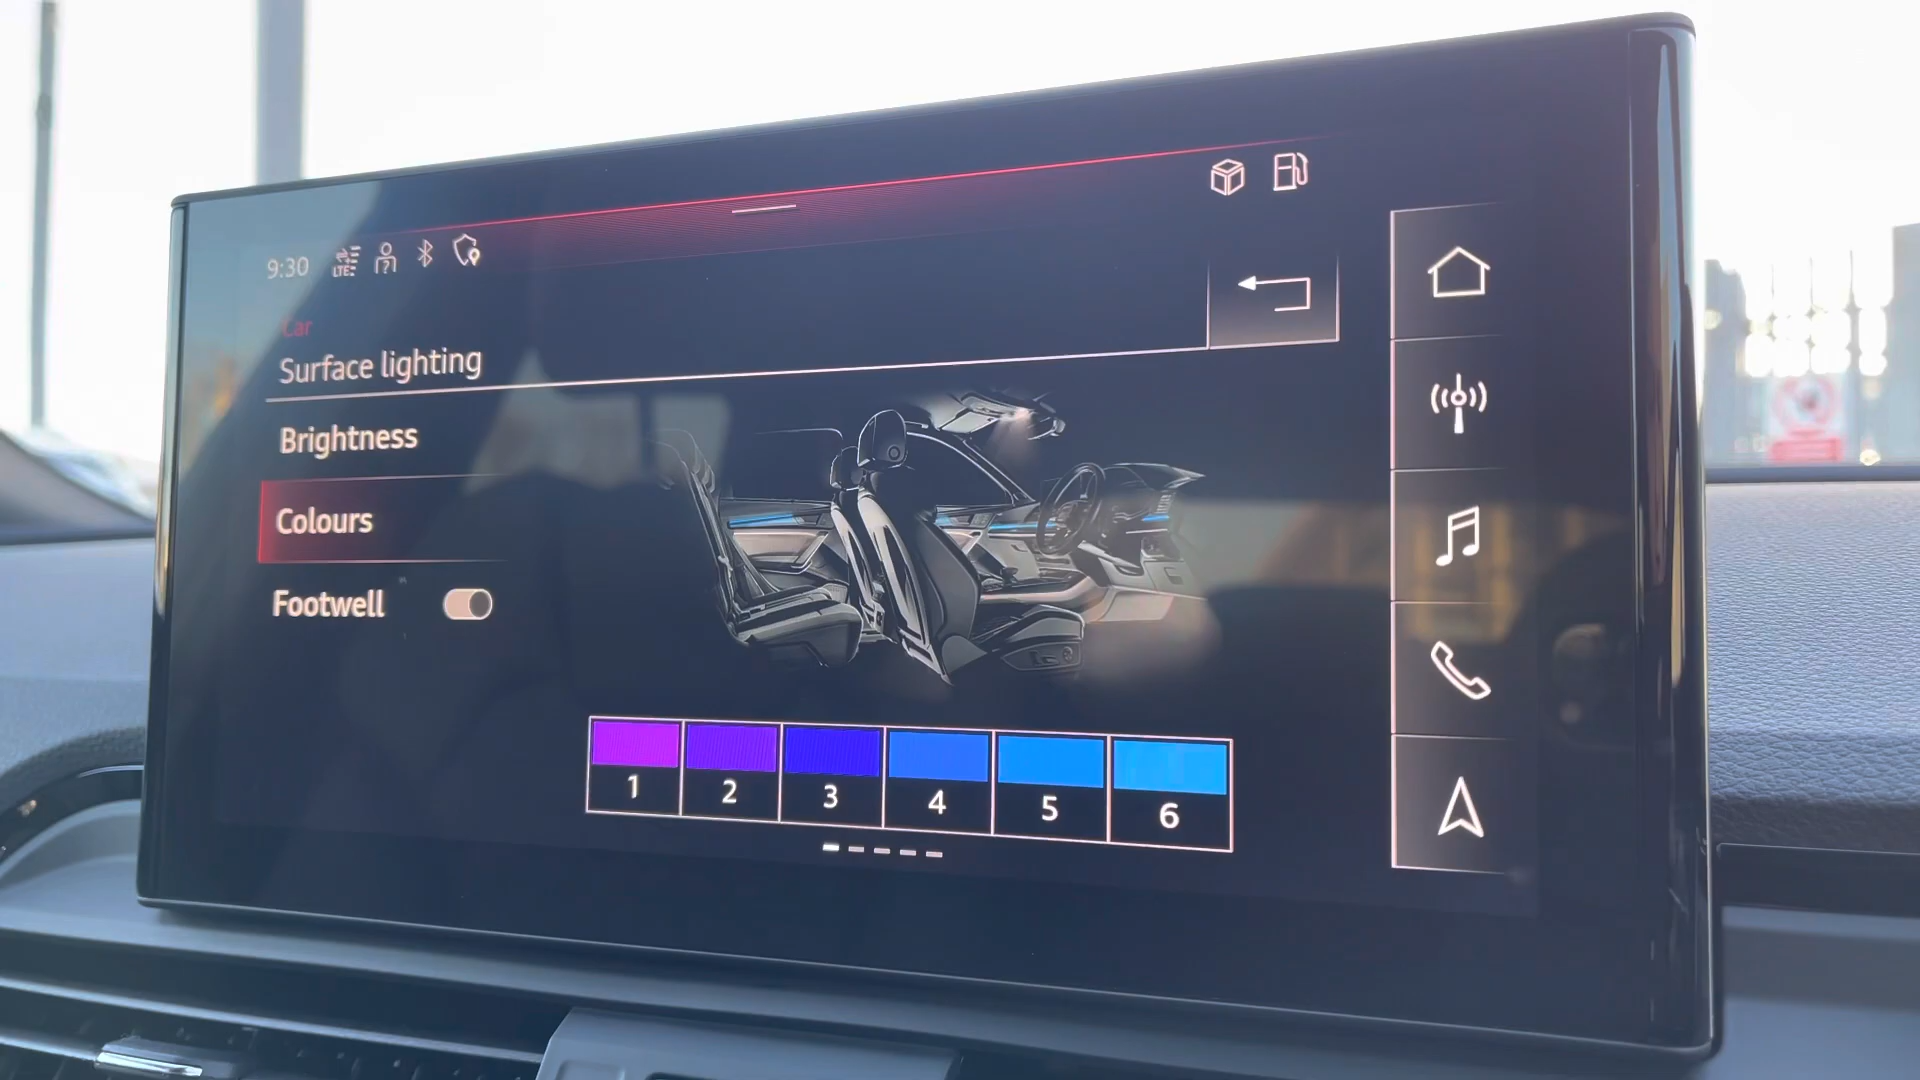 9:30
LTE
Car
Surface lighting
Brightness
Colours
Footwell
1 2 3 4 5 6